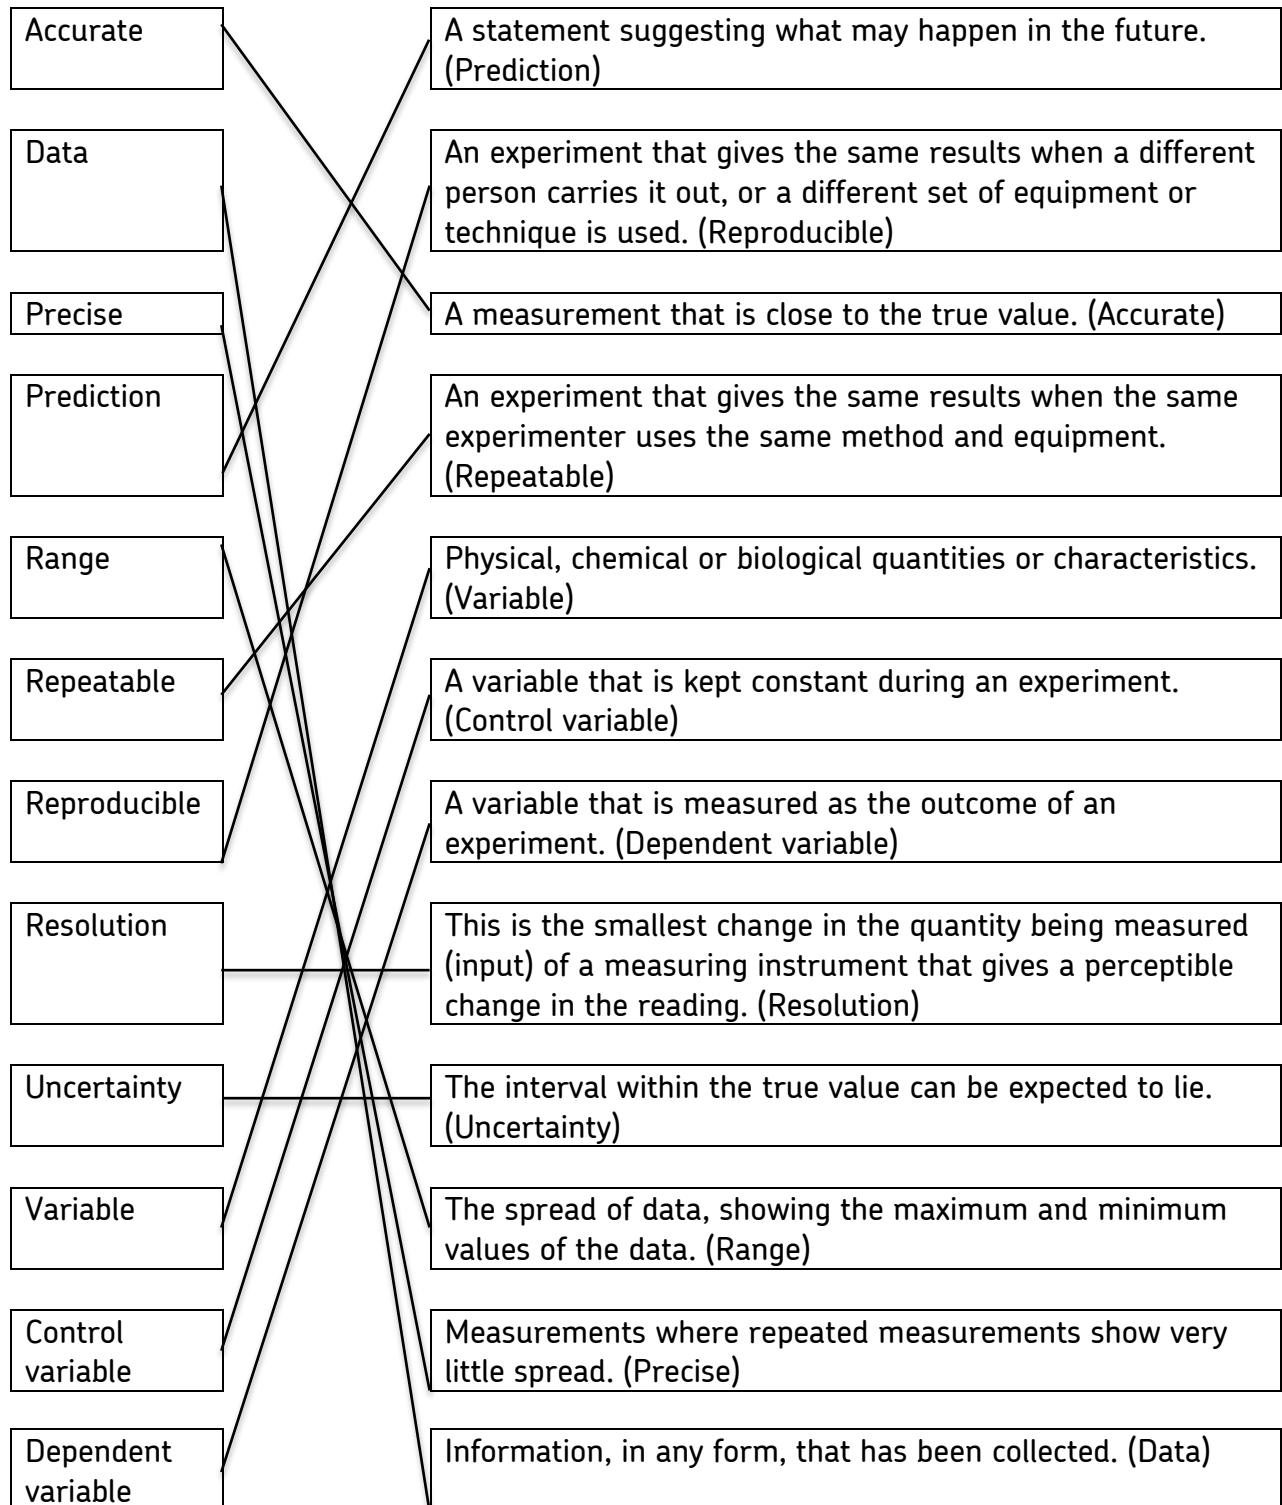 Accurate
A statement suggesting what may happen in the future.
(Prediction)
Data
An experiment that gives the same results when a different
person carries it out, or a different set of equipment or
technique is used. (Reproducible)
Precise
A measurement that is close to the true value. (Accurate)
Prediction
An experiment that gives the same results when the same
experimenter uses the same method and equipment.
(Repeatable)
Range
Physical, chemical or biological quantities or characteristics.
(Variable)
Repeatable
A variable that is kept constant during an experiment.
(Control variable)
Reproducible
A variable that is measured as the outcome of an
experiment. (Dependent variable)
Resolution
This is the smallest change in the quantity being measured
(input) of a measuring instrument that gives a perceptible
change in the reading. (Resolution)
Uncertainty
The interval within the true value can be expected to lie.
(Uncertainty)
Variable
The spread of data, showing the maximum and minimum
values of the data. (Range)
Control
variable
Measurements where repeated measurements show very
little spread. (Precise)
Dependent
variable
Information, in any form, that has been collected. (Data)